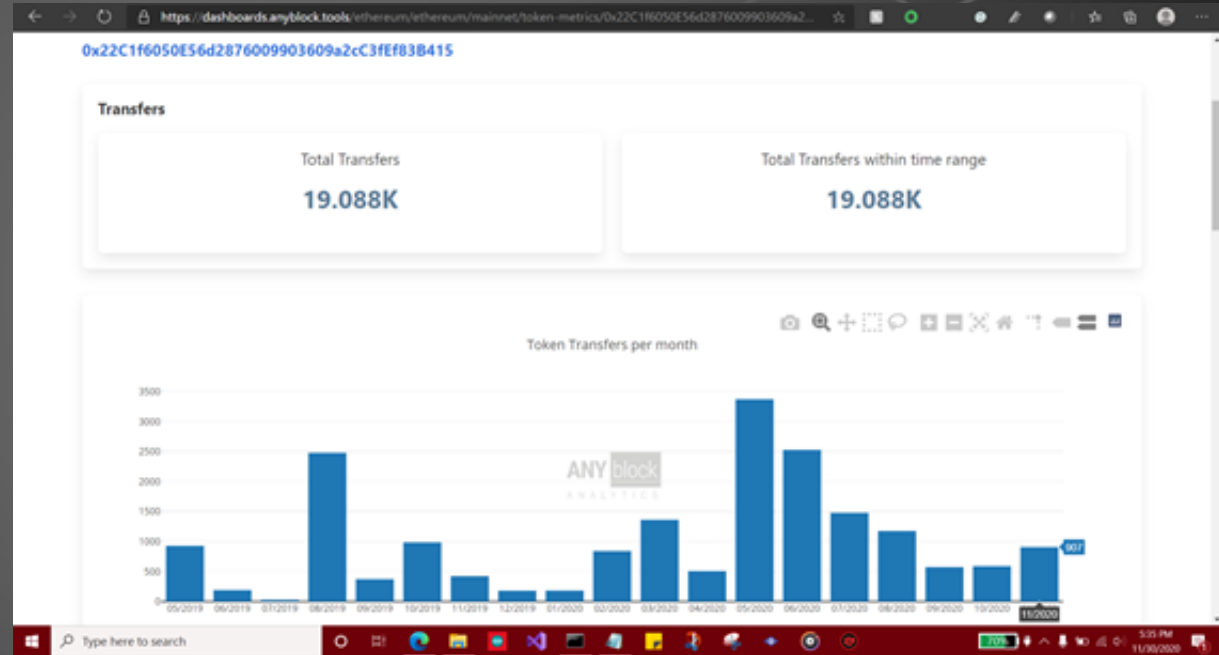 https://dashboards.anyblock.tools/ethereum/ethereum/mainnet/token-metrics/0x22C1f6050E56d2876009903609a2...
0x22C1f6050E56d2876009903609a2cC3fEf83B415
Transfers
Total Transfers
Total Transfers within time range
19.088K
19.088K
Token Transfers per month
3500
3000
2500
2000
1500
1000
500
0
ANY block
ANALYTICS
907
05/2019 06/2019 07/2019 08/2019 09/2019 10/2019 11/2019 12/2019 01/2020 02/2020 03/2020 04/2020 05/2020 06/2020 07/2020 08/2020 09/2020 10/2020 11/2020
Type here to search
70%
5:35 PM
11/30/2020